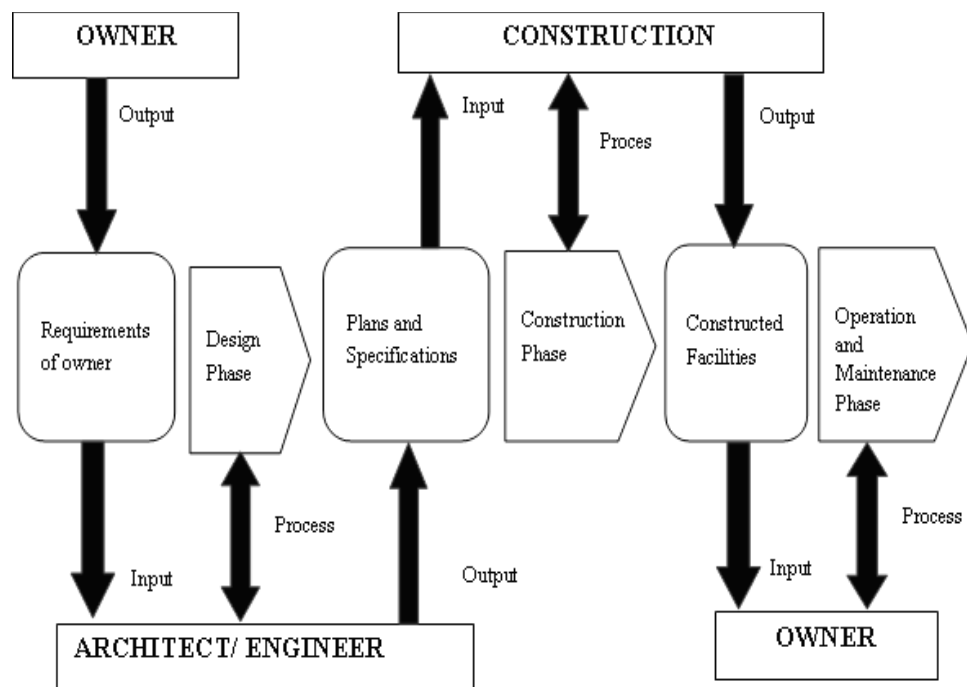 OWNER
CONSTRUCTION
Output
Input
Proces
Output
Requirements
of owner
Design
Phase
Plans and
Specifications
Construction
Phase
Constructed
Facilities
Operation
and
Maintenance
Phase
Input
Process
Output
Input
Process
ARCHITECT/ ENGINEER
OWNER